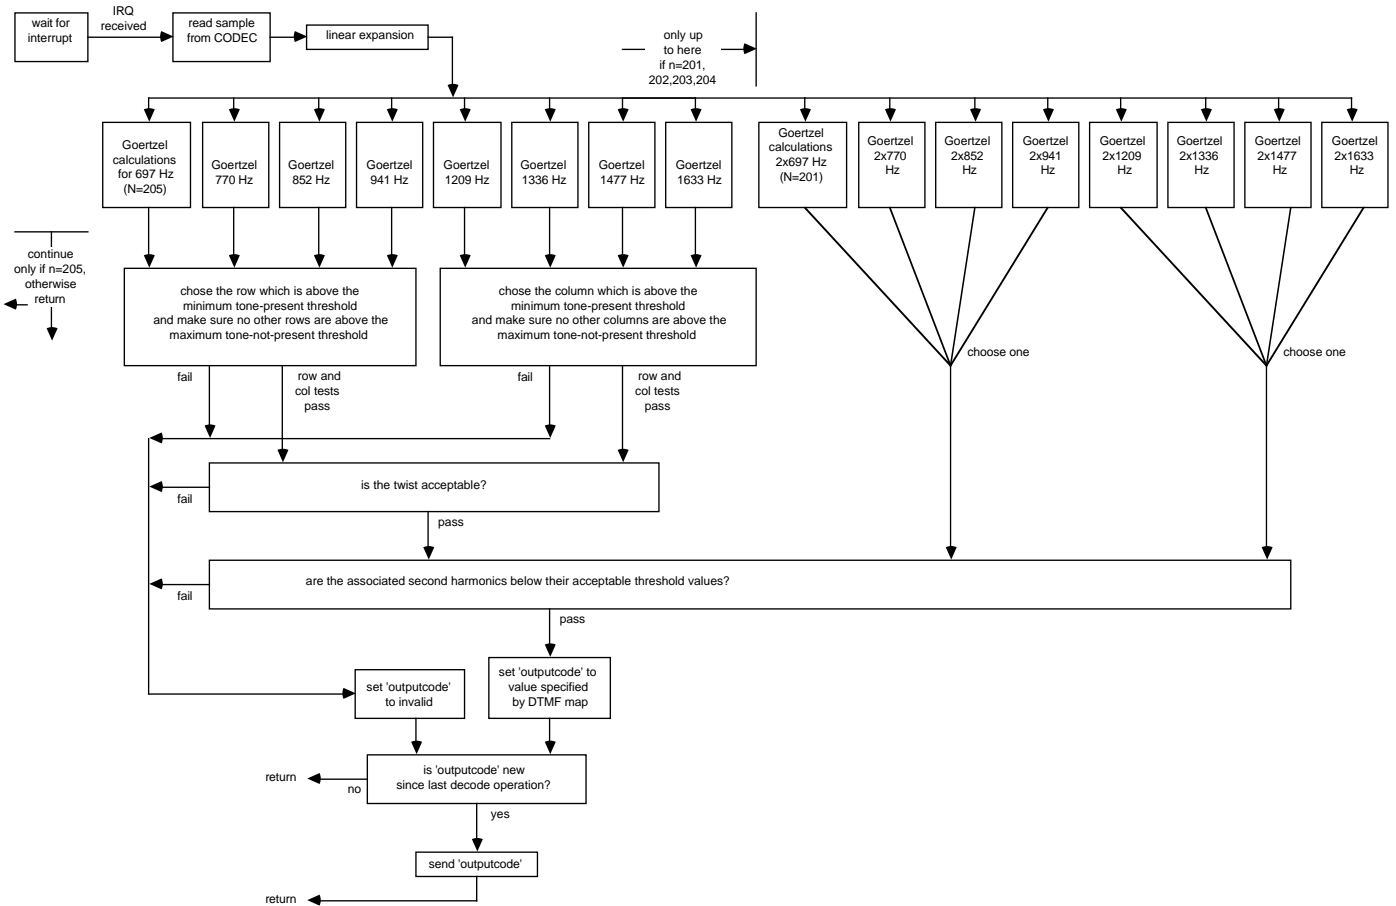 wait for
interrupt
IRQ
received
read sample
from CODEC
linear expansion
only up
to here
if n=201,
202,203,204
Goertzel
calculations
for 697 Hz
(N=205)
Goertzel
770 Hz
Goertzel
852 Hz
Goertzel
941 Hz
Goertzel
1209 Hz
Goertzel
1336 Hz
Goertzel
1477 Hz
Goertzel
1633 Hz
Goertzel
calculations
2x697 Hz
(N=201)
Goertzel
2x770
Hz
Goertzel
2x852
Hz
Goertzel
2x941
Hz
Goertzel
2x1209
Hz
Goertzel
2x1336
Hz
Goertzel
2x1477
Hz
Goertzel
2x1633
Hz
continue
only if n=205,
otherwise
return
chose the row which is above the
minimum tone-present threshold
and make sure no other rows are above the
maximum tone-not-present threshold
chose the column which is above the
minimum tone-present threshold
and make sure no other columns are above the
maximum tone-not-present threshold
choose one
choose one
fail
row and
col tests
pass
fail
row and
col tests
pass
is the twist acceptable?
fail
pass
are the associated second harmonics below their acceptable threshold values?
fail
pass
set 'outputcode'
to invalid
set 'outputcode' to
value specified
by DTMF map
is 'outputcode' new
since last decode operation?
return
no
yes
send 'outputcode'
return